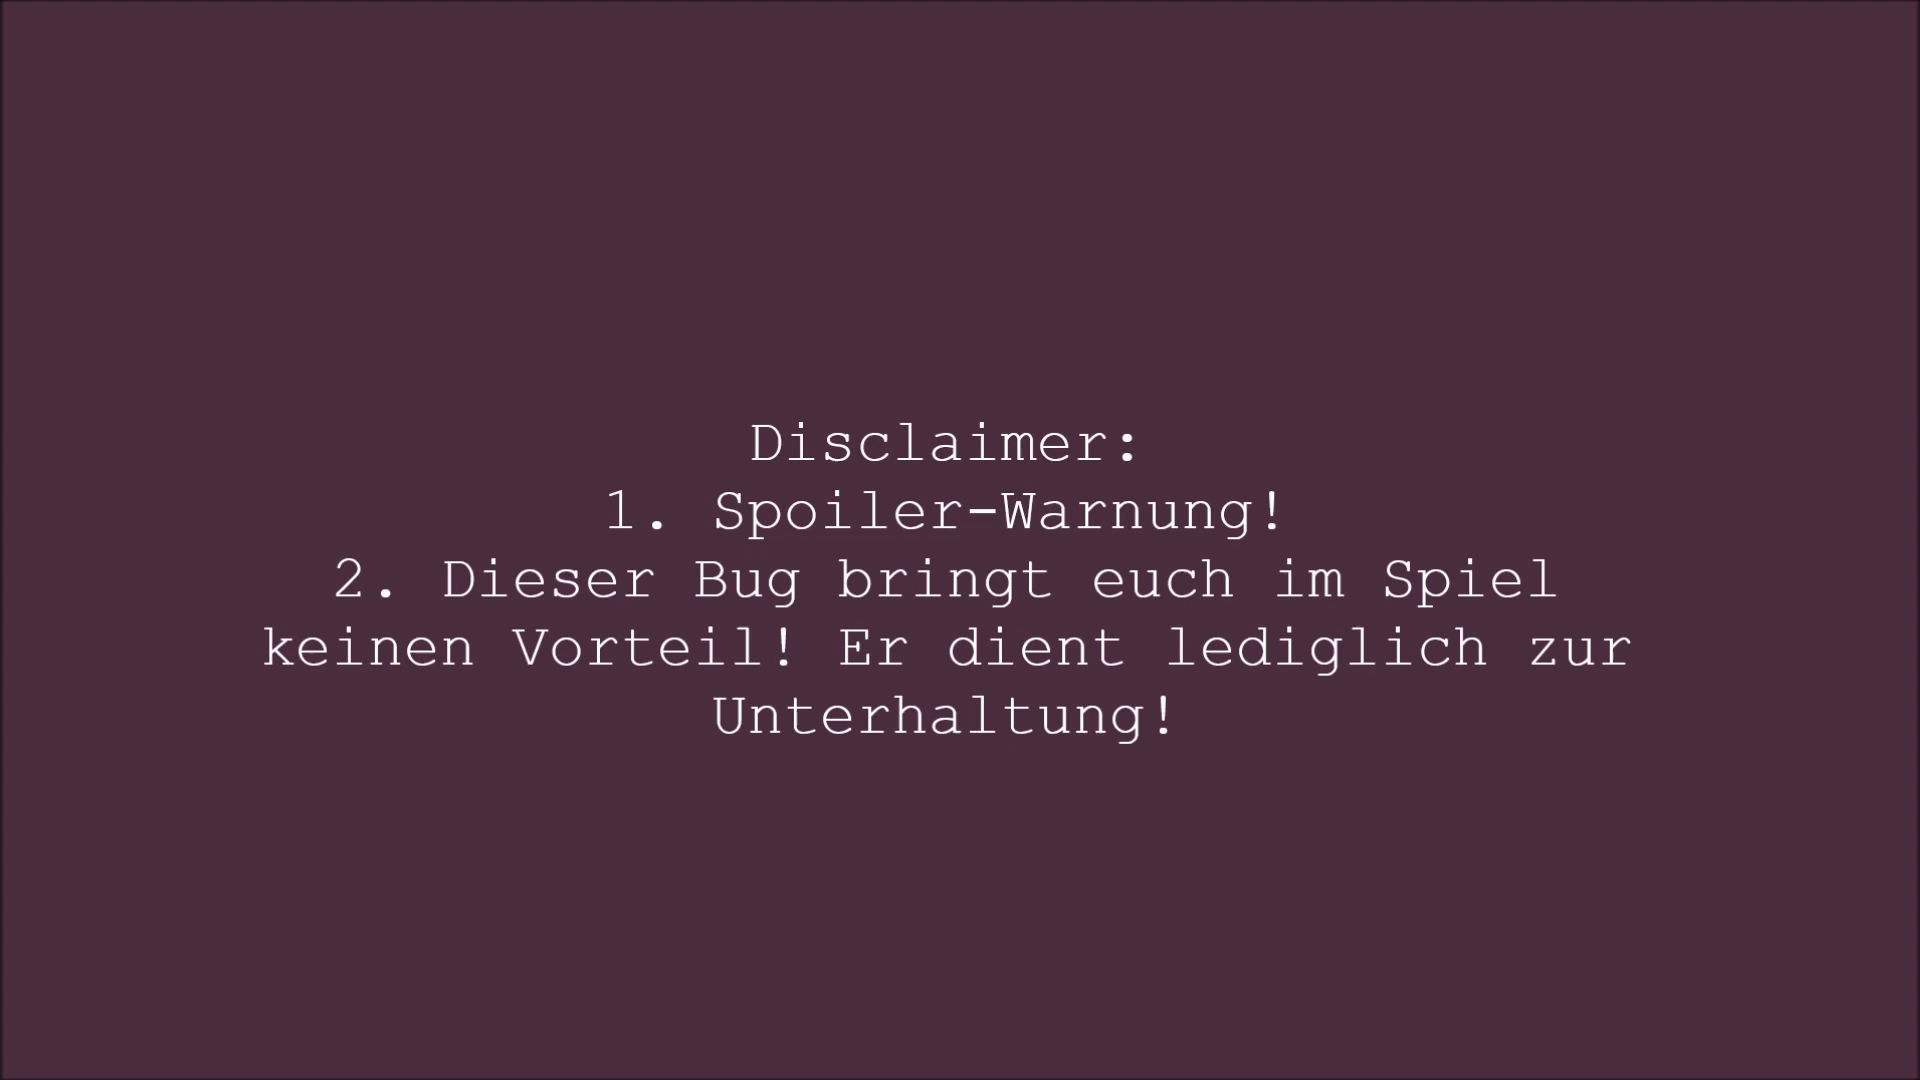 Disclaimer:
1. Spoiler-Warnung!
2. Dieser Bug bringt euch im Spiel
keinen Vorteil! Er dient lediglich zur
Unterhaltung!